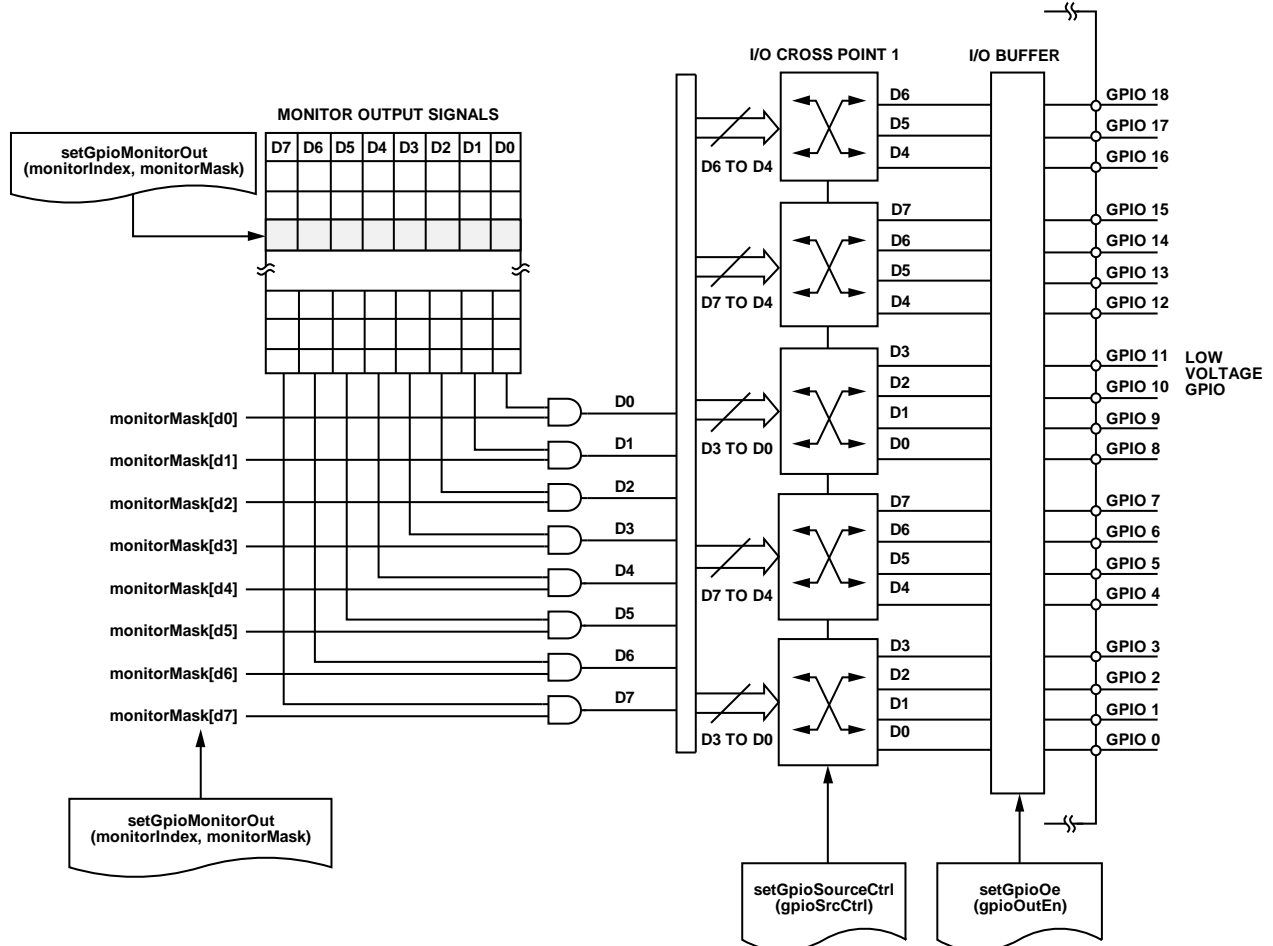 I/O CROSS POINT 1
I/O BUFFER
MONITOR OUTPUT SIGNALS
D7 D6 D5 D4 D3 D2 D1 D0
setGpioMonitorOut
(monitorIndex, monitorMask)
monitorMask[d0]
monitorMask[d1]
monitorMask[d2]
monitorMask[d3]
monitorMask[d4]
monitorMask[d5]
monitorMask[d6]
monitorMask[d7]
D0
D1
D2
D3
D4
D5
D6
D7
setGpioMonitorOut
(monitorIndex, monitorMask)
D6 TO D4
D7 TO D4
D3 TO D0
D7 TO D4
D3 TO D0
D6
D5
D4
D7
D6
D5
D4
D3
D2
D1
D0
D7
D6
D5
D4
D3
D2
D1
D0
GPIO 18
GPIO 17
GPIO 16
GPIO 15
GPIO 14
GPIO 13
GPIO 12
GPIO 11
GPIO 10
GPIO 9
GPIO 8
GPIO 7
GPIO 6
GPIO 5
GPIO 4
GPIO 3
GPIO 2
GPIO 1
GPIO 0
LOW
VOLTAGE
GPIO
setGpioSourceCtrl
(gpioSrcCtrl)
setGpioOe
(gpioOutEn)